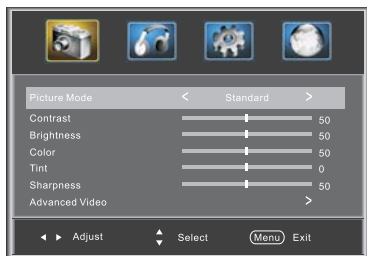 Picture Mode < Standard >
Contrast 50
Brightness 50
Color 50
Tint 0
Sharpness 50
Advanced Video >
Adjust Select Menu Exit